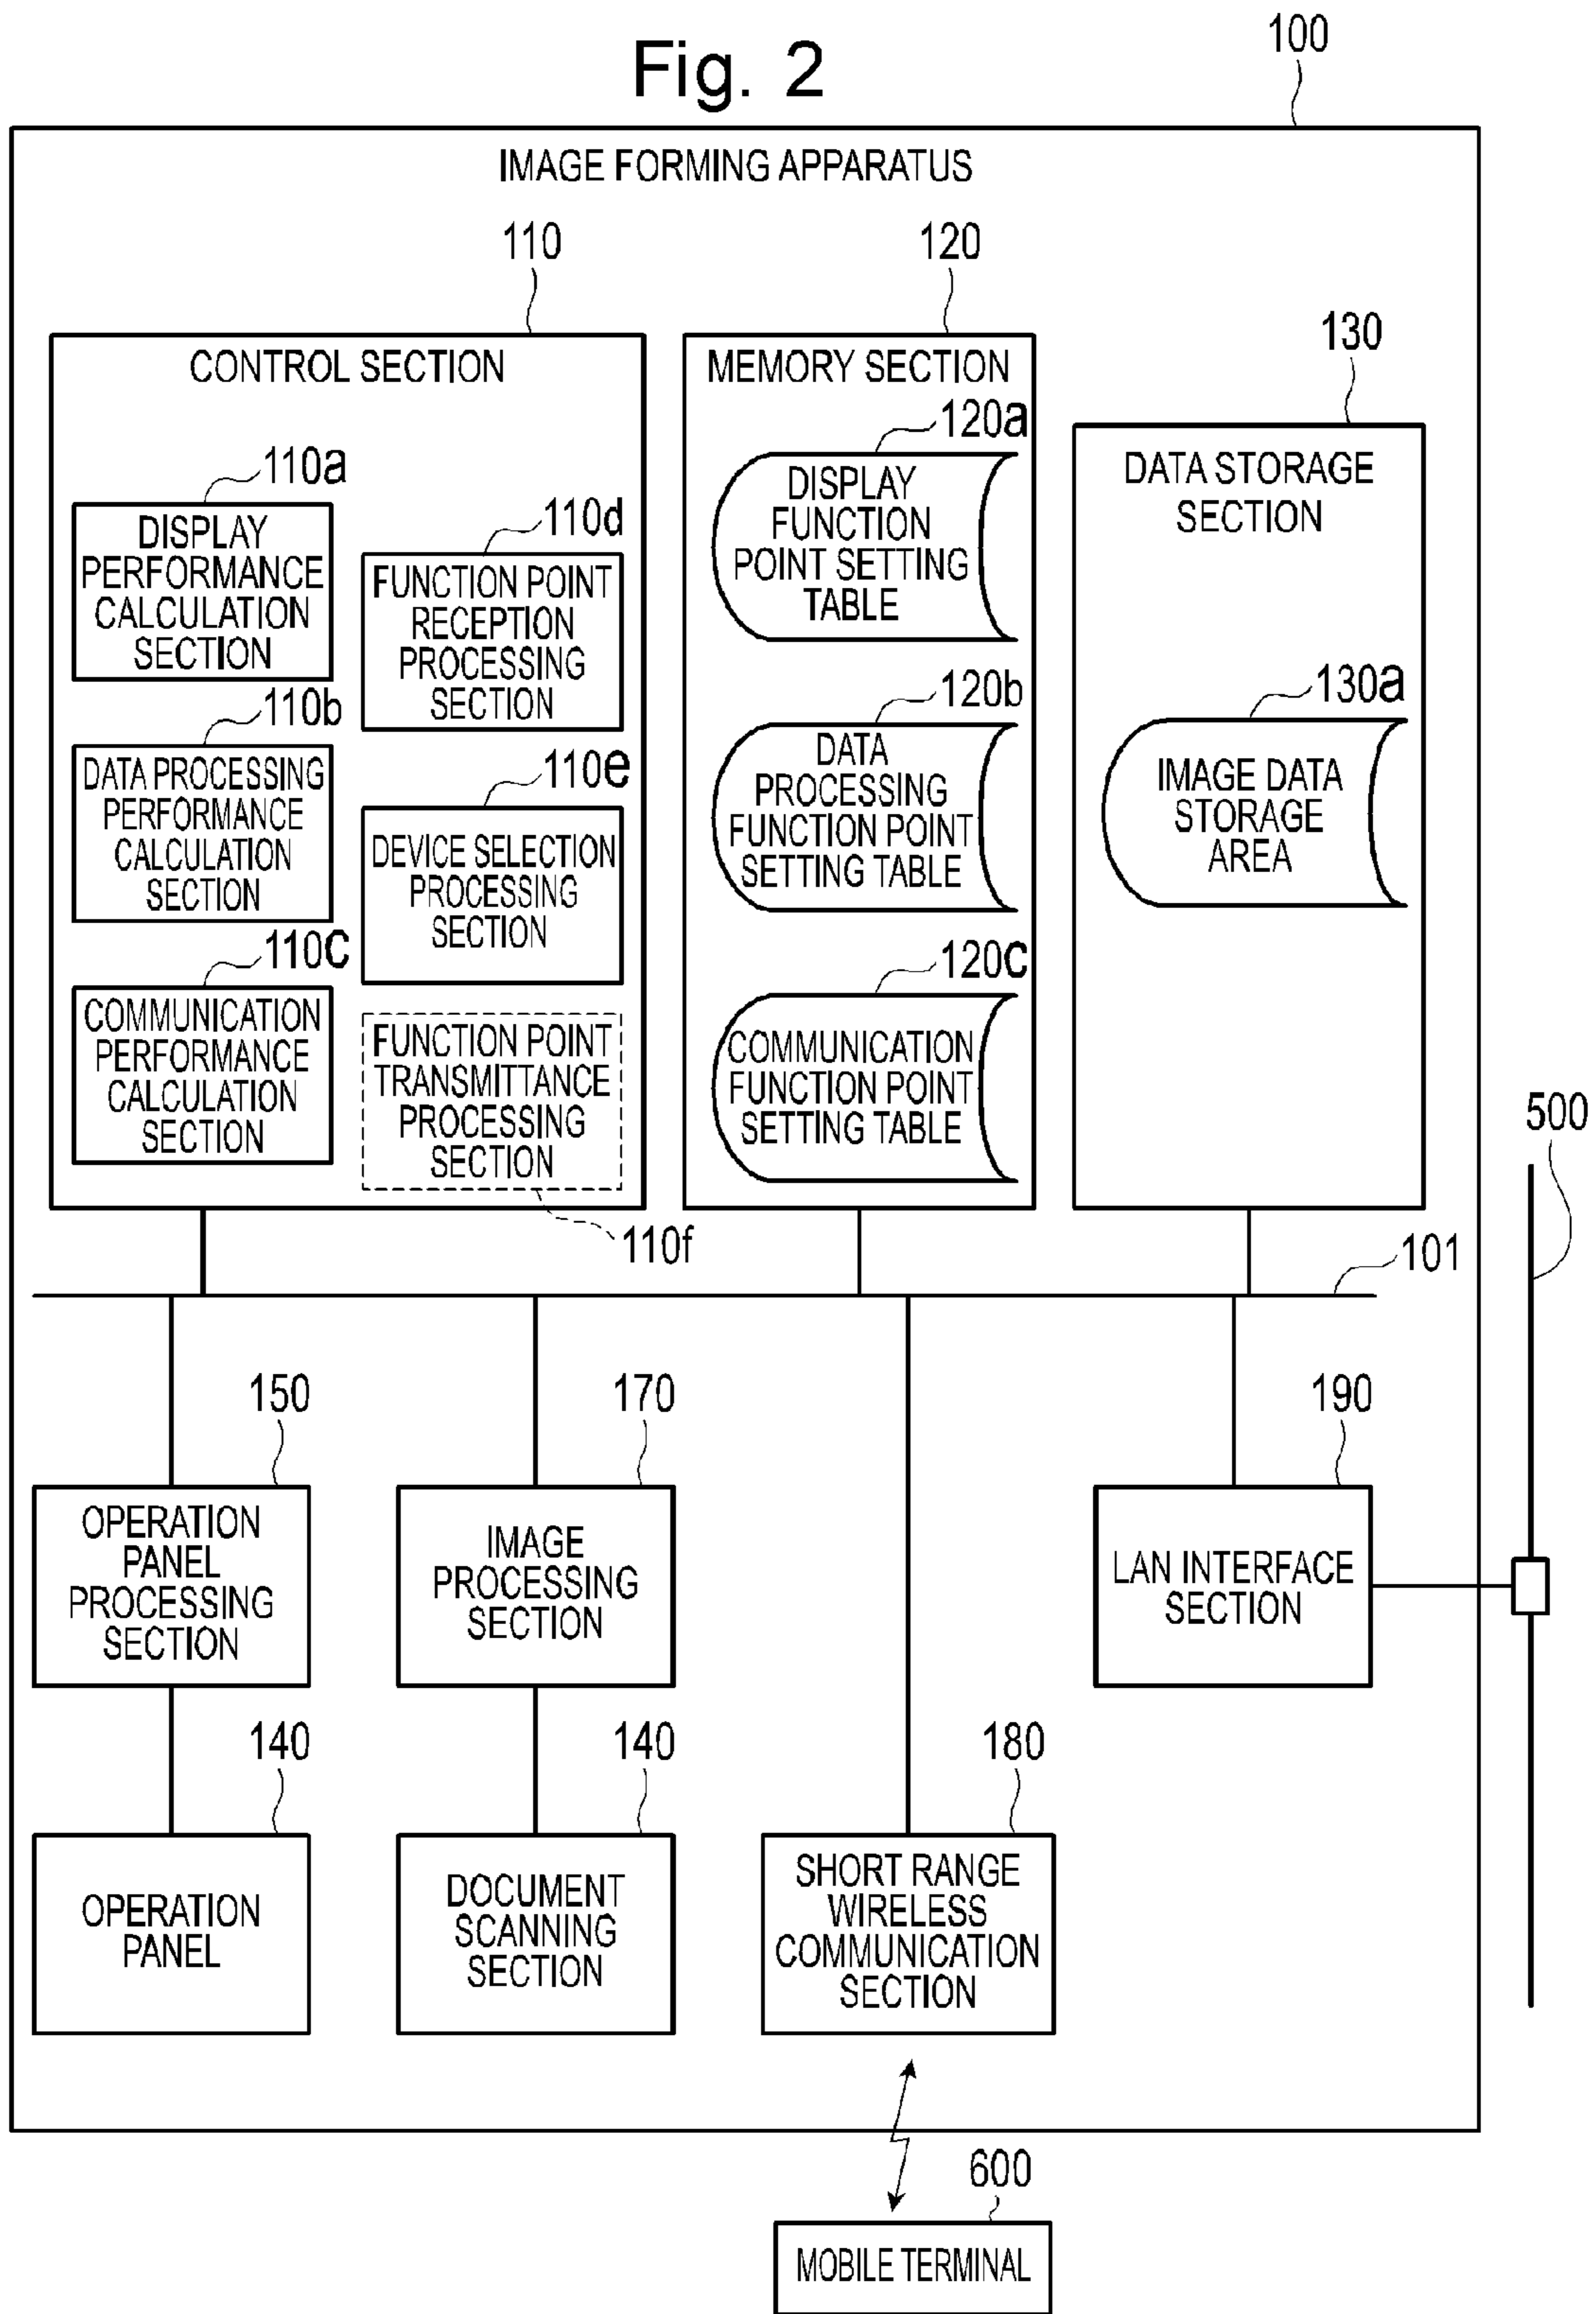 Fig. 2
100
IMAGE FORMING APPARATUS
110
120
130
CONTROL SECTION
110a
DISPLAY
PERFORMANCE
CALCULATION
SECTION
110b
DATA PROCESSING
PERFORMANCE
CALCULATION
SECTION
110c
COMMUNICATION
PERFORMANCE
CALCULATION
SECTION
110d
FUNCTION POINT
RECEPTION
PROCESSING
SECTION
110e
DEVICE SELECTION
PROCESSING
SECTION
FUNCTION POINT
TRANSMITTANCE
PROCESSING
SECTION
110f
MEMORY SECTION
120a
DISPLAY
FUNCTION
POINT SETTING
TABLE
120b
DATA
PROCESSING
FUNCTION POINT
SETTING TABLE
120c
COMMUNICATION
FUNCTION POINT
SETTING TABLE
DATA STORAGE
SECTION
130a
IMAGE DATA
STORAGE
AREA
500
101
150
OPERATION
PANEL
PROCESSING
SECTION
170
IMAGE
PROCESSING
SECTION
190
LAN INTERFACE
SECTION
140
OPERATION
PANEL
140
DOCUMENT
SCANNING
SECTION
180
SHORT RANGE
WIRELESS
COMMUNICATION
SECTION
600
MOBILE TERMINAL